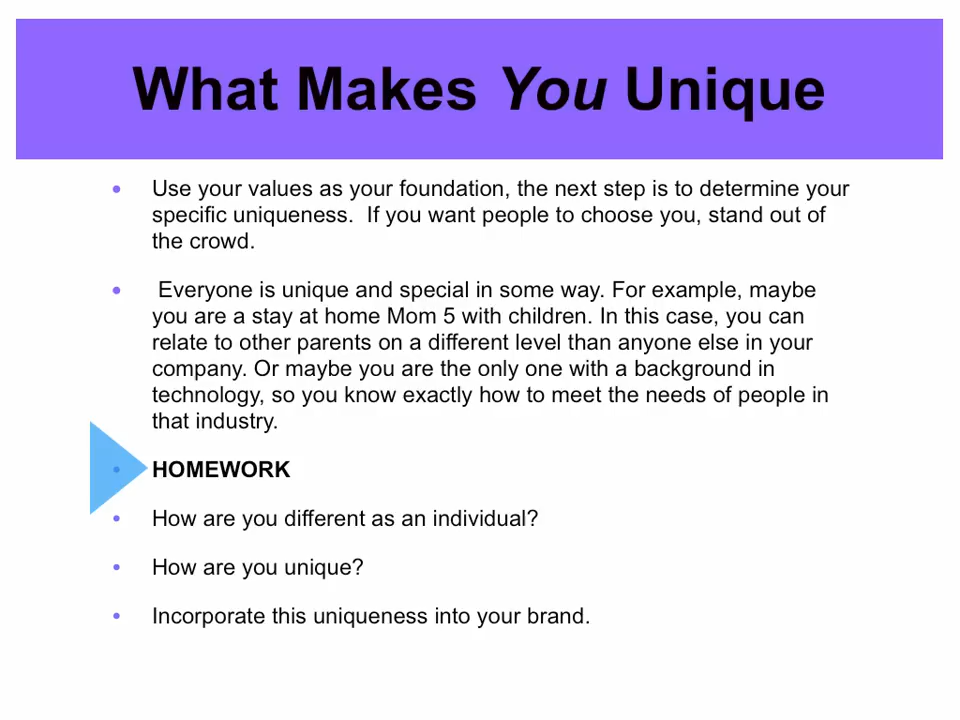 What Makes You Unique
• Use your values as your foundation, the next step is to determine your
specific uniqueness.  If you want people to choose you, stand out of
the crowd.
•  Everyone is unique and special in some way. For example, maybe
you are a stay at home Mom 5 with children. In this case, you can
relate to other parents on a different level than anyone else in your
company. Or maybe you are the only one with a background in
technology, so you know exactly how to meet the needs of people in
that industry.
• HOMEWORK
• How are you different as an individual?
• How are you unique?
• Incorporate this uniqueness into your brand.